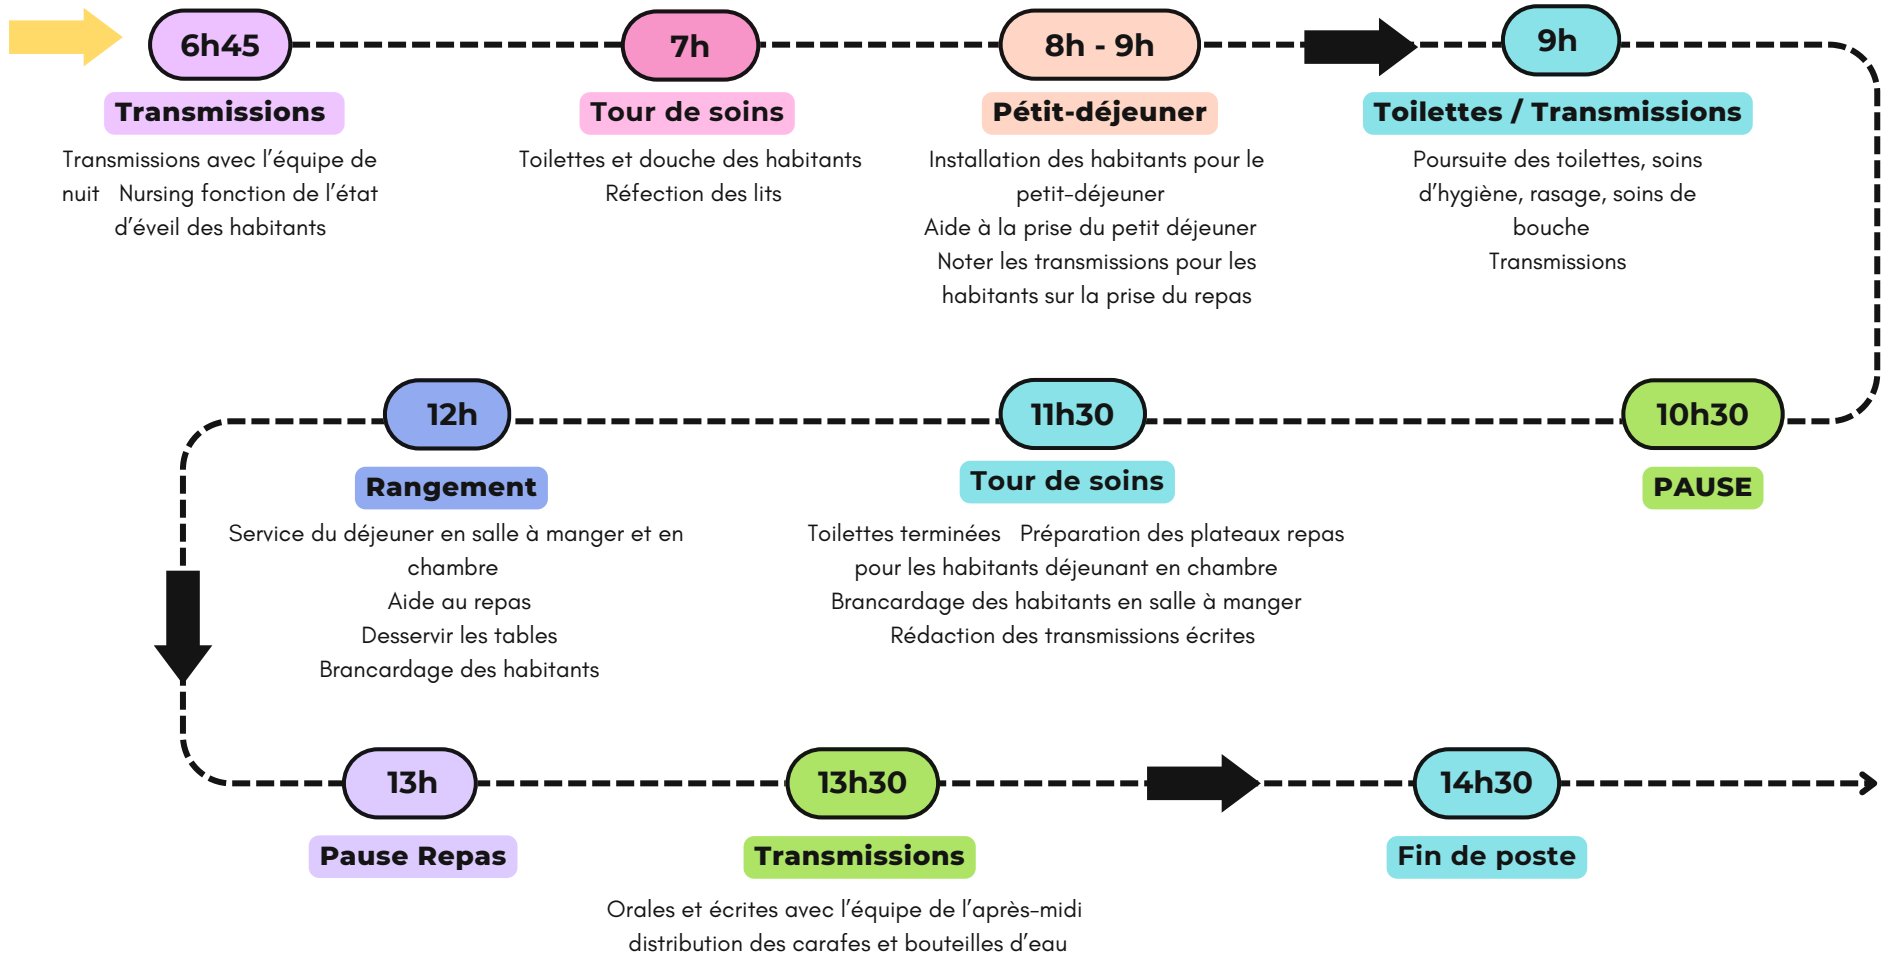 6h45
Transmissions
Transmissions avec l'équipe de
nuit Nursing fonction de l'état
d'éveil des habitants
7h
Tour de soins
Toilettes et douche des habitants
Réfection des lits
8h - 9h
Pétit-déjeuner
Installation des habitants pour le
petit-déjeuner
Aide à la prise du petit déjeuner
Noter les transmissions pour les
habitants sur la prise du repas
9h
Toilettes / Transmissions
Poursuite des toilettes, soins
d'hygiène, rasage, soins de
bouche
Transmissions
10h30
PAUSE
11h30
Tour de soins
Toilettes terminées Préparation des plateaux repas
pour les habitants déjeunant en chambre
Brancardage des habitants en salle à manger
Rédaction des transmissions écrites
12h
Rangement
Service du déjeuner en salle à manger et en
chambre
Aide au repas
Desservir les tables
Brancardage des habitants
13h
Pause Repas
13h30
Transmissions
Orales et écrites avec l'équipe de l'après-midi
distribution des carafes et bouteilles d'eau
14h30
Fin de poste